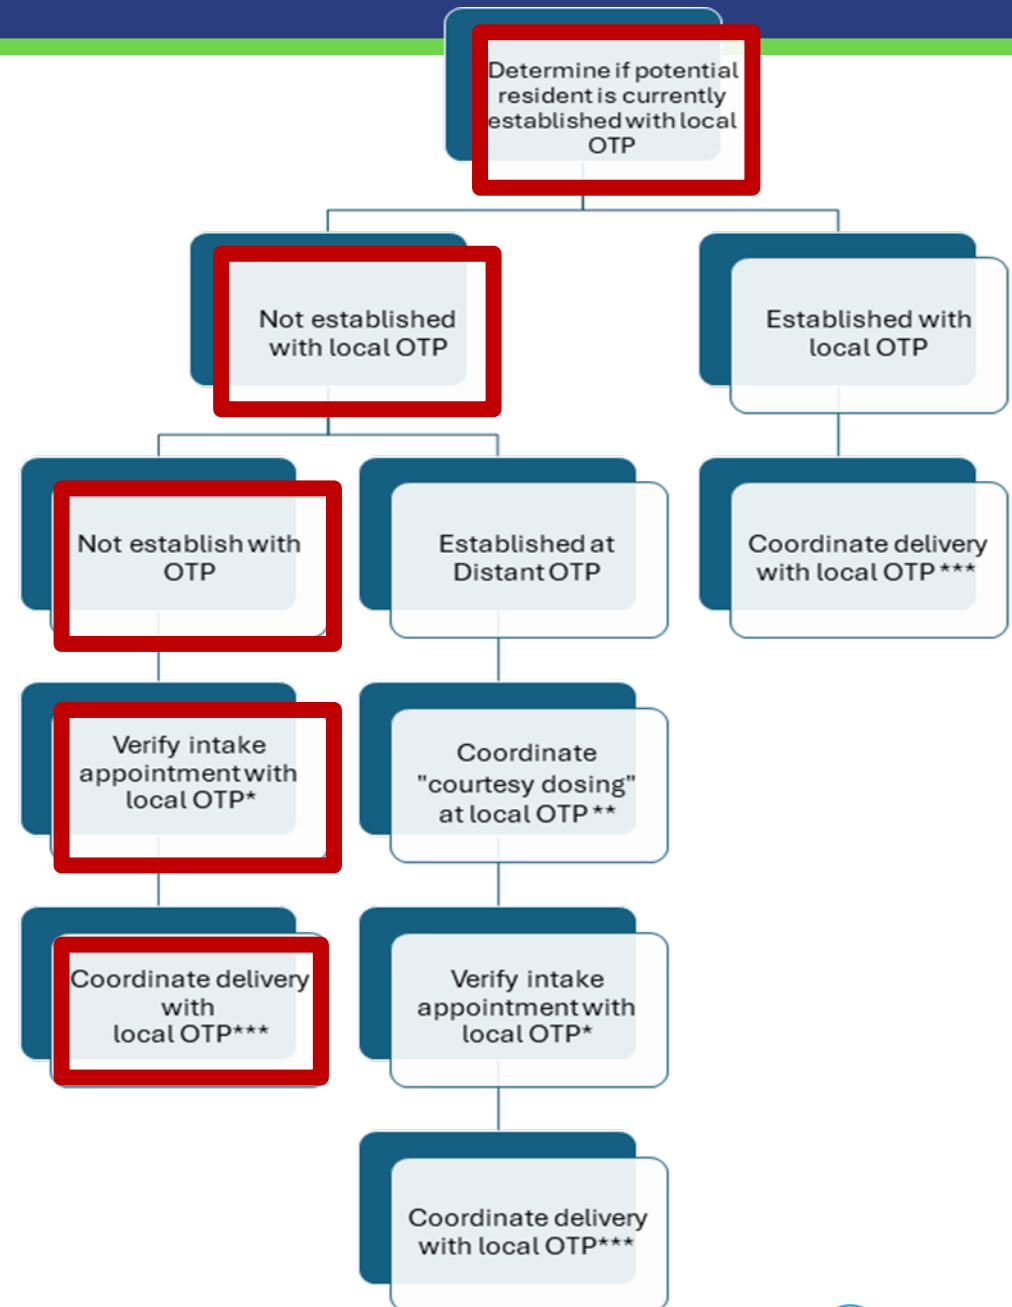 Determine if potential
resident is currently
established with local
OTP
Not established
with local OTP
Established with
local OTP
Not establish with
OTP
Established at
Distant OTP
Coordinate delivery
with local OTP ***
Verify intake
appointment with
local OTP*
Coordinate
"courtesy dosing"
at local OTP **
Coordinate delivery
with
local OTP***
Verify intake
appointment with
local OTP*
Coordinate delivery
with local OTP***